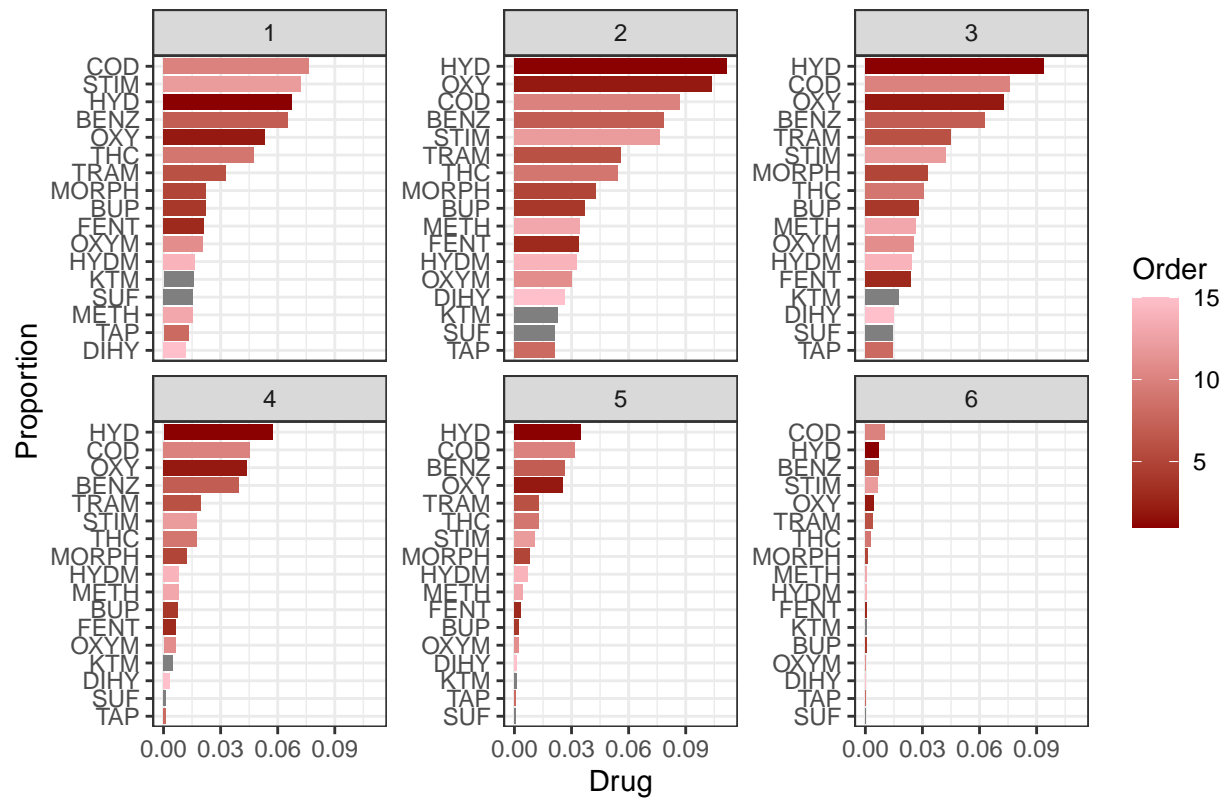 1
COD
STIM
HYD
BENZ
OXY
THC
TRAM
MORPH
BUP
FENT
OXYM
HYDM
KTM
SUF
METH
TAP
DIHY
2
HYD
OXY
COD
BENZ
STIM
TRAM
THC
MORPH
BUP
METH
FENT
HYDM
OXYM
DIHY
KTM
SUF
TAP
3
HYD
COD
OXY
BENZ
TRAM
STIM
MORPH
THC
BUP
METH
OXYM
HYDM
FENT
KTM
DIHY
SUF
TAP
4
HYD
COD
OXY
BENZ
TRAM
STIM
THC
MORPH
HYDM
METH
BUP
FENT
OXYM
KTM
DIHY
SUF
TAP
0.00 0.03 0.06 0.09
5
HYD
COD
BENZ
OXY
TRAM
THC
STIM
MORPH
HYDM
METH
FENT
BUP
OXYM
DIHY
KTM
TAP
SUF
0.00 0.03 0.06 0.09
6
COD
HYD
BENZ
STIM
OXY
TRAM
THC
MORPH
METH
HYDM
FENT
KTM
BUP
OXYM
DIHY
TAP
SUF
0.00 0.03 0.06 0.09
Proportion
Drug
Order
15
10
5